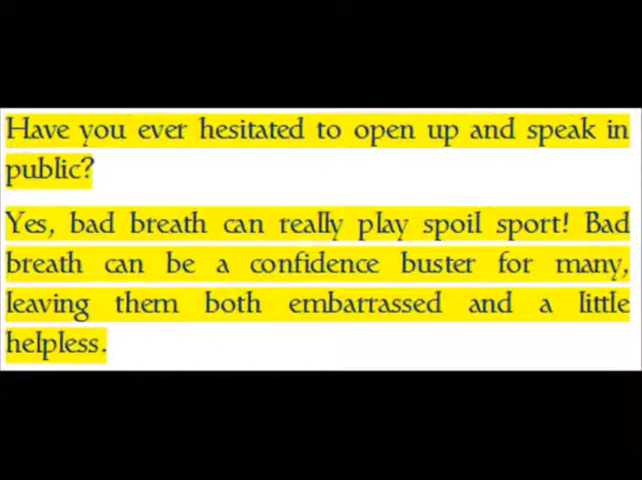 Have you ever hesitated to open up and speak in
public?
Yes, bad breath can really play spoil sport! Bad
breath can be a confidence buster for many,
leaving them both embarrassed and a little
helpless.